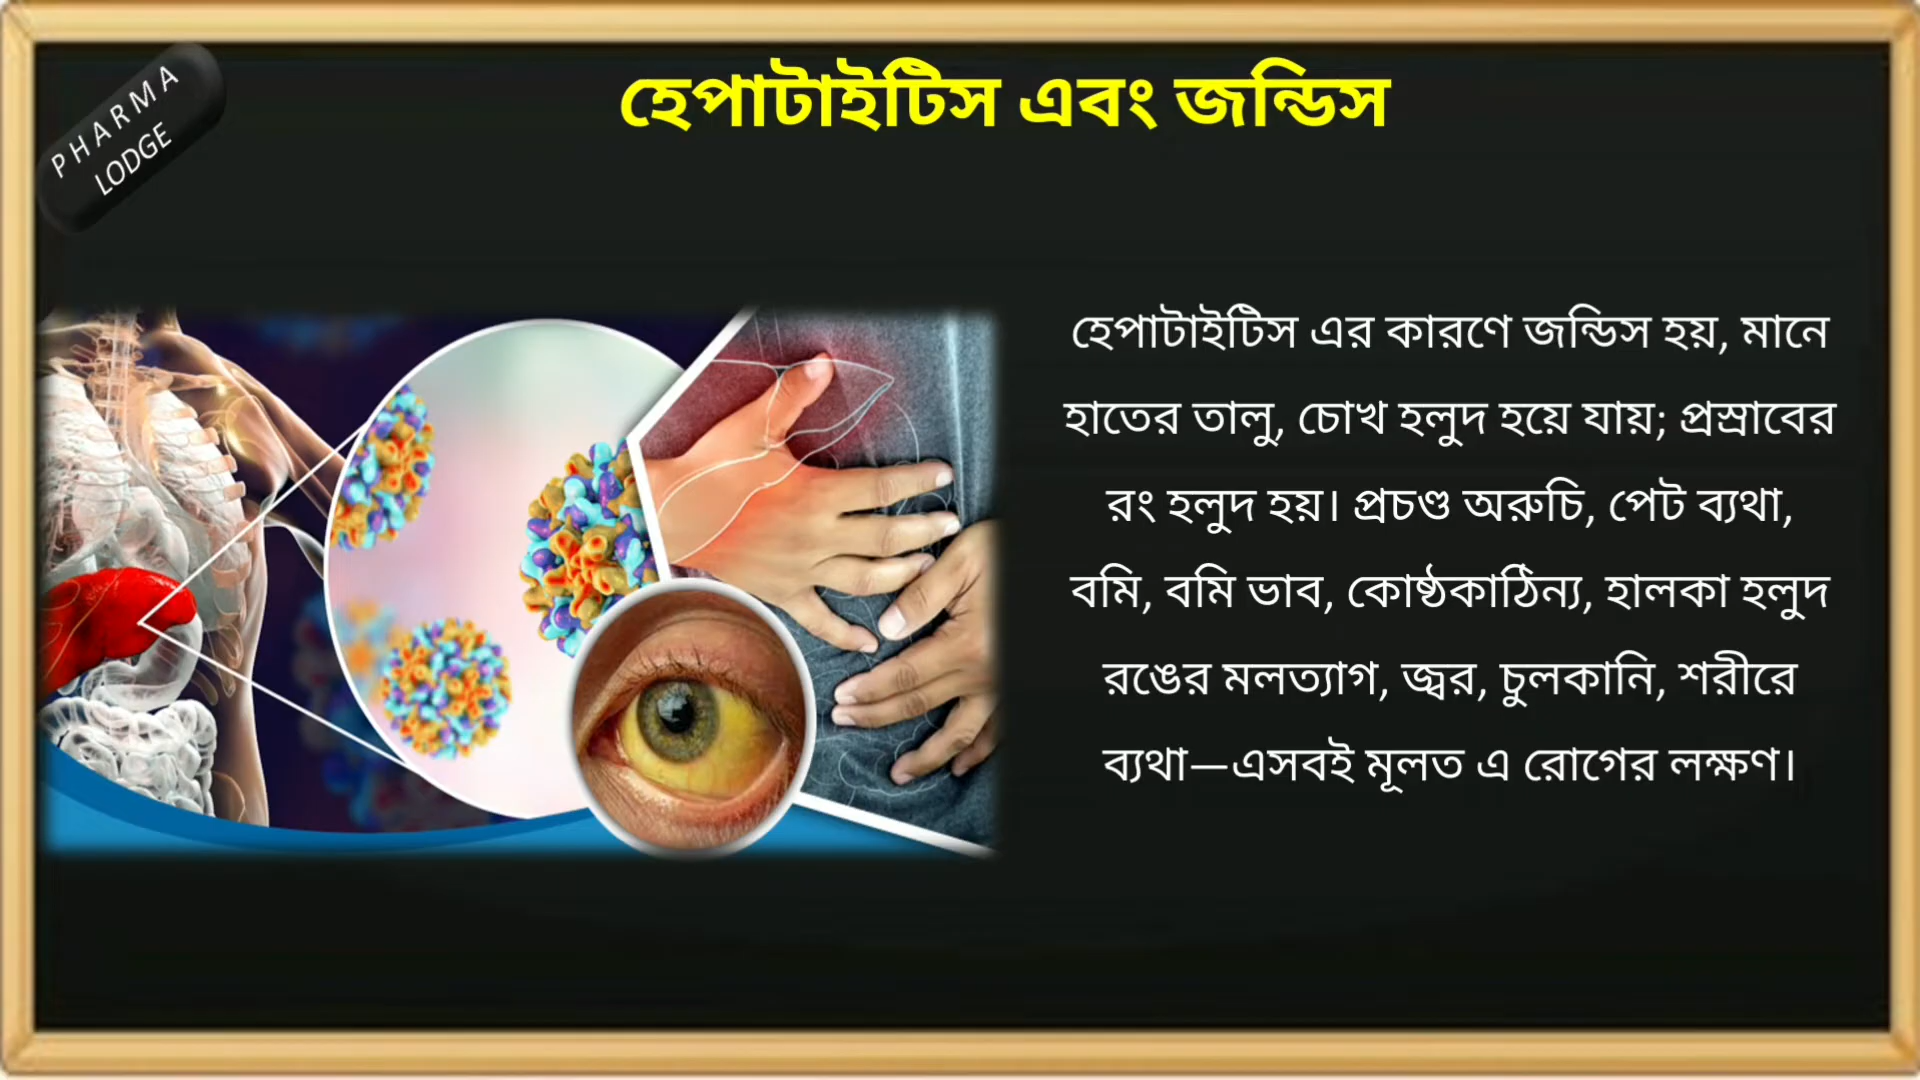 PHARMA
LODGE
হেপাটাইটিস এবং জন্ডিস
হেপাটাইটিস এর কারণে জন্ডিস হয়, মানে
হাতের তালু, চোখ হলুদ হয়ে যায়; প্রস্রাবের
রং হলুদ হয়। প্রচণ্ড অরুচি, পেট ব্যথা,
বমি, বমি ভাব, কোষ্ঠকাঠিন্য, হালকা হলুদ
রঙের মলত্যাগ, জ্বর, চুলকানি, শরীরে
ব্যথা—এসবই মূলত এ রোগের লক্ষণ।